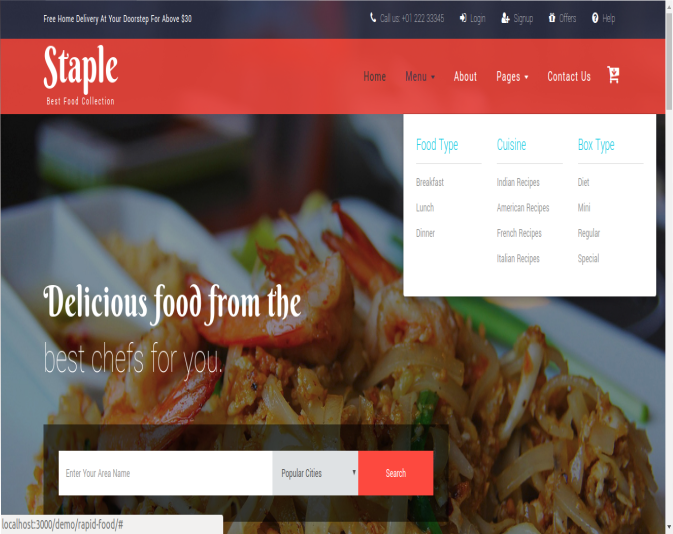 Free Home Delivery At Your Doorstep For Above $30
Call us: +01 222 33345 Login Signup Offers Help
Staple
Best Food Collection
Home Menu About Pages Contact Us
Food Type Cuisine Box Type
Breakfast Indian Recipes Diet
Lunch American Recipes Mini
Dinner French Recipes Regular
Italian Recipes Special
Delicious food from the
best chefs for you.
Enter Your Area Name Popular Cities Search
localhost:3000/demo/rapid-food/#